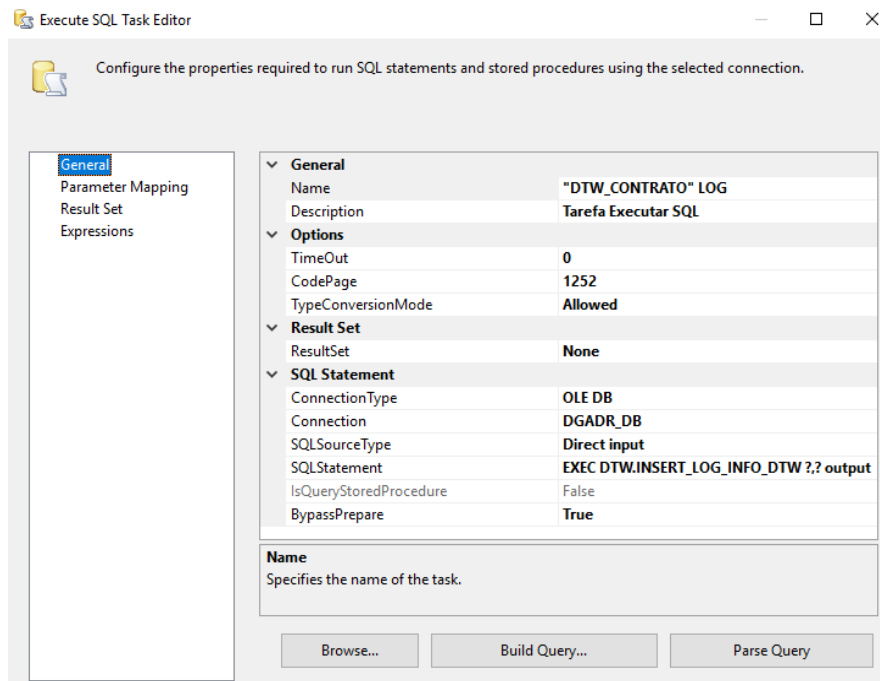 Execute SQL Task Editor
Configure the properties required to run SQL statements and stored procedures using the selected connection.
General
Parameter Mapping
Result Set
Expressions
General
Name "DTW_CONTRATO" LOG
Description Tarefa Executar SQL
Options
TimeOut 0
CodePage 1252
TypeConversionMode Allowed
Result Set
ResultSet None
SQL Statement
ConnectionType OLE DB
Connection DGADR_DB
SQLSourceType Direct input
SQLStatement EXEC DTW.INSERT_LOG_INFO_DTW ?,? output
IsQueryStoredProcedure False
BypassPrepare True
Name
Specifies the name of the task.
Browse... Build Query... Parse Query